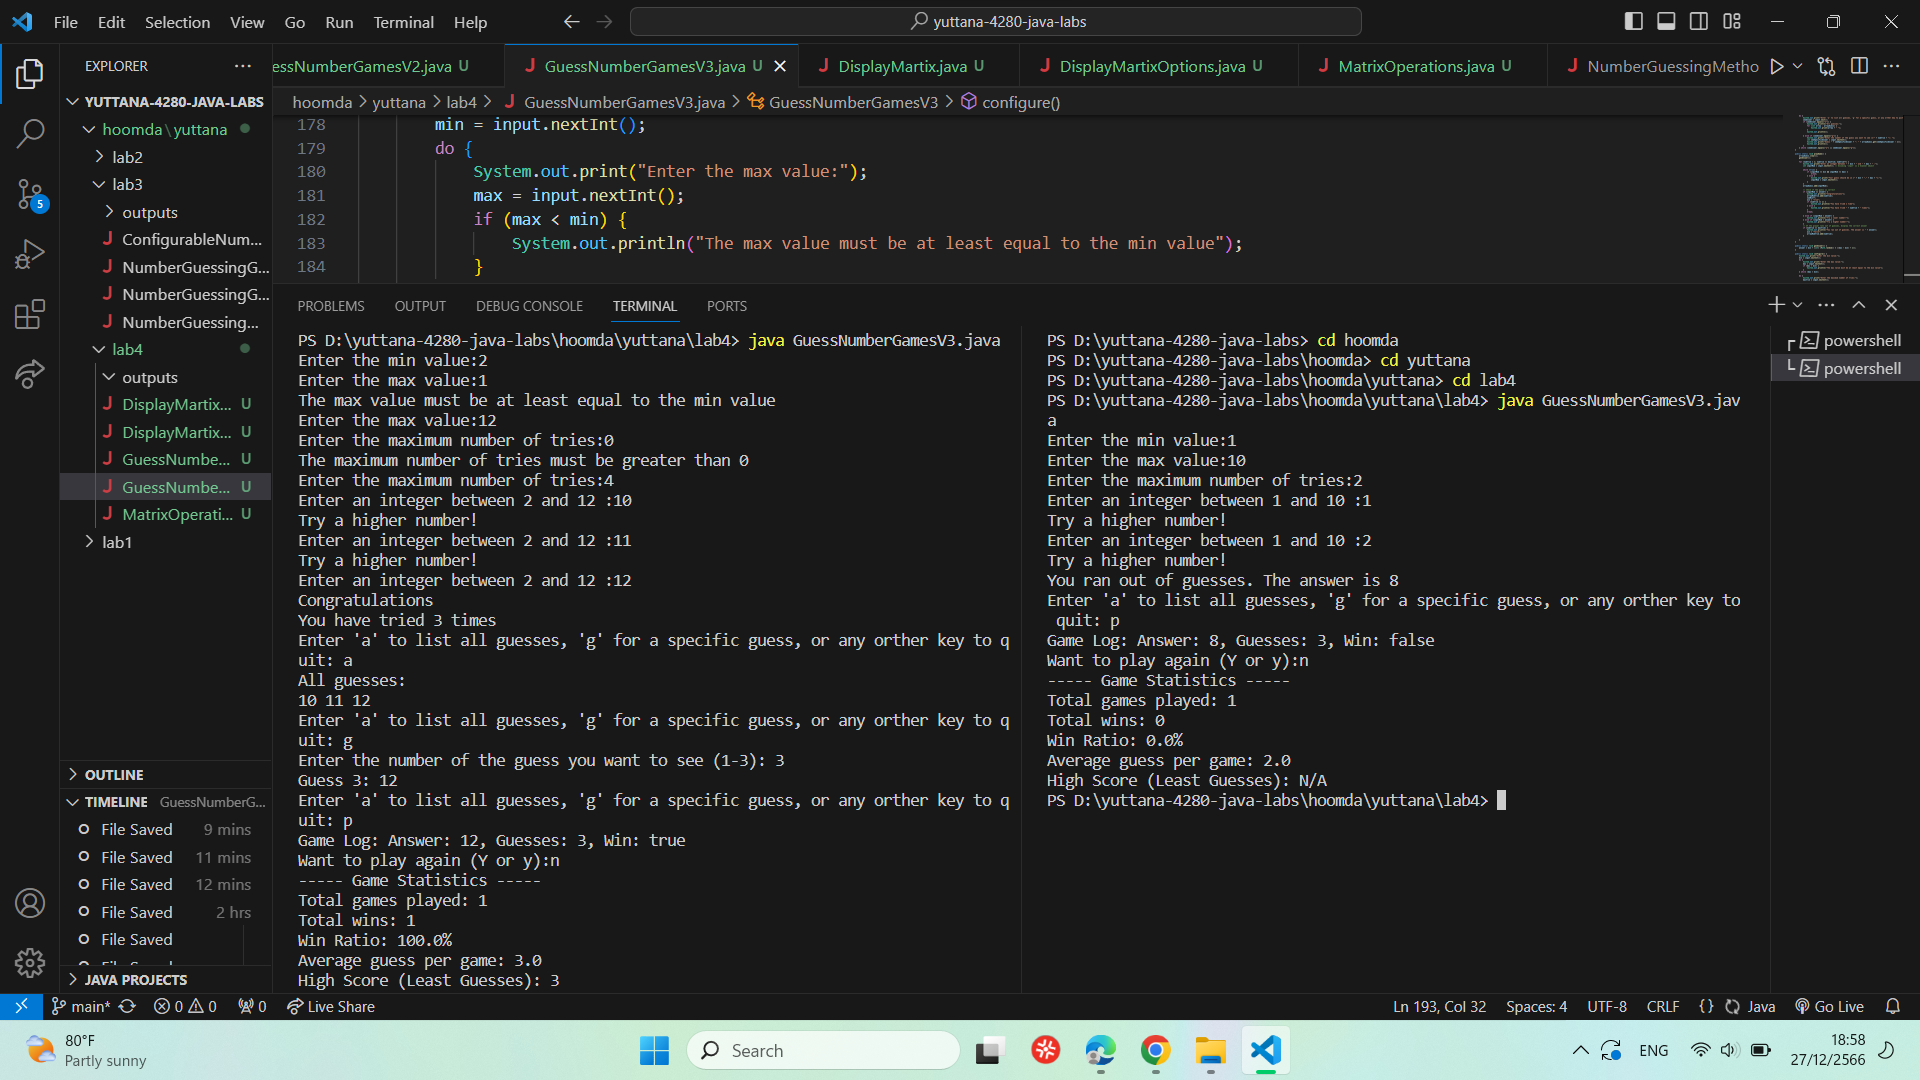 File Edit Selection View Go Run Terminal Help
yuttana-4280-java-labs
EXPLORER
essNumberGamesV2.java U
GuessNumberGamesV3.java U
DisplayMartix.java U
DisplayMartixOptions.java U
MatrixOperations.java U
NumberGuessingMetho
YUTTANA-4280-JAVA-LABS
hoomda\yuttana
lab2
lab3
outputs
ConfigurableNum...
NumberGuessingG...
NumberGuessingG...
NumberGuessing...
lab4
outputs
DisplayMartix... U
DisplayMartix... U
GuessNumbe... U
GuessNumbe... U
MatrixOperati... U
lab1
OUTLINE
TIMELINE GuessNumberG...
File Saved 9 mins
File Saved 11 mins
File Saved 12 mins
File Saved 2 hrs
File Saved
JAVA PROJECTS
hoomda > yuttana > lab4 > GuessNumberGamesV3.java > GuessNumberGamesV3 > configure()
178 min = input.nextInt();
179 do {
180 System.out.print("Enter the max value:");
181 max = input.nextInt();
182 if (max < min) {
183 System.out.println("The max value must be at least equal to the min value");
184 }
PROBLEMS OUTPUT DEBUG CONSOLE TERMINAL PORTS
PS D:\yuttana-4280-java-labs\hoomda\yuttana\lab4> java GuessNumberGamesV3.java
Enter the min value:2
Enter the max value:1
The max value must be at least equal to the min value
Enter the max value:12
Enter the maximum number of tries:0
The maximum number of tries must be greater than 0
Enter the maximum number of tries:4
Enter an integer between 2 and 12 :10
Try a higher number!
Enter an integer between 2 and 12 :11
Try a higher number!
Enter an integer between 2 and 12 :12
Congratulations
You have tried 3 times
Enter 'a' to list all guesses, 'g' for a specific guess, or any orther key to q
uit: a
All guesses:
10 11 12
Enter 'a' to list all guesses, 'g' for a specific guess, or any orther key to q
uit: g
Enter the number of the guess you want to see (1-3): 3
Guess 3: 12
Enter 'a' to list all guesses, 'g' for a specific guess, or any orther key to q
uit: p
Game Log: Answer: 12, Guesses: 3, Win: true
Want to play again (Y or y):n
----- Game Statistics -----
Total games played: 1
Total wins: 1
Win Ratio: 100.0%
Average guess per game: 3.0
High Score (Least Guesses): 3
PS D:\yuttana-4280-java-labs> cd hoomda
PS D:\yuttana-4280-java-labs\hoomda> cd yuttana
PS D:\yuttana-4280-java-labs\hoomda\yuttana> cd lab4
PS D:\yuttana-4280-java-labs\hoomda\yuttana\lab4> java GuessNumberGamesV3.jav
a
Enter the min value:1
Enter the max value:10
Enter the maximum number of tries:2
Enter an integer between 1 and 10 :1
Try a higher number!
Enter an integer between 1 and 10 :2
Try a higher number!
You ran out of guesses. The answer is 8
Enter 'a' to list all guesses, 'g' for a specific guess, or any orther key to
quit: p
Game Log: Answer: 8, Guesses: 3, Win: false
Want to play again (Y or y):n
----- Game Statistics -----
Total games played: 1
Total wins: 0
Win Ratio: 0.0%
Average guess per game: 2.0
High Score (Least Guesses): N/A
PS D:\yuttana-4280-java-labs\hoomda\yuttana\lab4>
powershell
powershell
5
main* 0 0 0 Live Share
Ln 193, Col 32 Spaces: 4 UTF-8 CRLF {} Java Go Live
80°F
Partly sunny
Search
ENG
18:58
27/12/2566